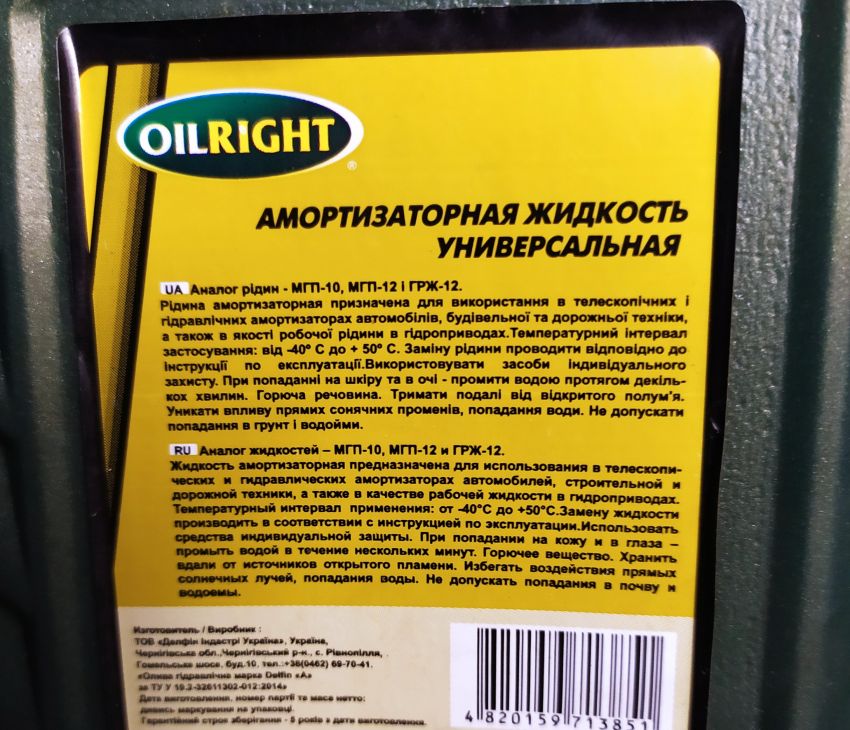 OILRIGHT
®
АМОРТИЗАТОРНАЯ ЖИДКОСТЬ
УНИВЕРСАЛЬНАЯ
UA Аналог рідин - МГП-10, МГП-12 і ГРЖ-12.
Рідина амортизаторная призначена для використання в телескопічних і
гідравлічних амортизаторах автомобілів, будівельної та дорожньої техніки,
а також в якості робочої рідини в гідроприводах.Температурний інтервал
застосування: від -40° С до + 50° С. Заміну рідини проводити відповідно до
інструкції по експлуатації.Використовувати засоби індивідуального
захисту. При попаданні на шкіру та в очі - промити водою протягом декіль-
кох хвилин. Горюча речовина. Тримати подалі від відкритого полум'я.
Уникати впливу прямих сонячних променів, попадання води. Не допускати
попадання в грунт і водойми.
RU Аналог жидкостей – МГП-10, МГП-12 и ГРЖ-12.
Жидкость амортизаторная предназначена для использования в телескопи-
ческих и гидравлических амортизаторах автомобилей, строительной и
дорожной техники, а также в качестве рабочей жидкости в гидроприводах.
Температурный интервал применения: от -40°С до +50°С.Замену жидкости
производить в соответствии с инструкцией по эксплуатации.Использовать
средства индивидуальной защиты. При попадании на кожу и в глаза –
промыть водой в течение нескольких минут. Горючее вещество. Хранить
вдали от источников открытого пламени. Избегать воздействия прямых
солнечных лучей, попадания воды. Не допускать попадания в почву и
водоемы.
Изготовитель / Виробник :
ТОВ «Делфін Індастрі Україна», Україна,
Чернігівська обл.,Чернігівський р-н., с. Рівнопілля, .
Гомельське шосе, буд.10, тел.:+38(0462) 69-70-41.
«Олива гідравлічна марка Delfin «А»
за ТУ У 19.2-32611302-012:2014»
Дата виготовлення, номер партії та маса нетто:
дивись маркування на упаковці.
Гарантійний строк зберігання - 5 років з дати виготовлення.
4 820159 713851